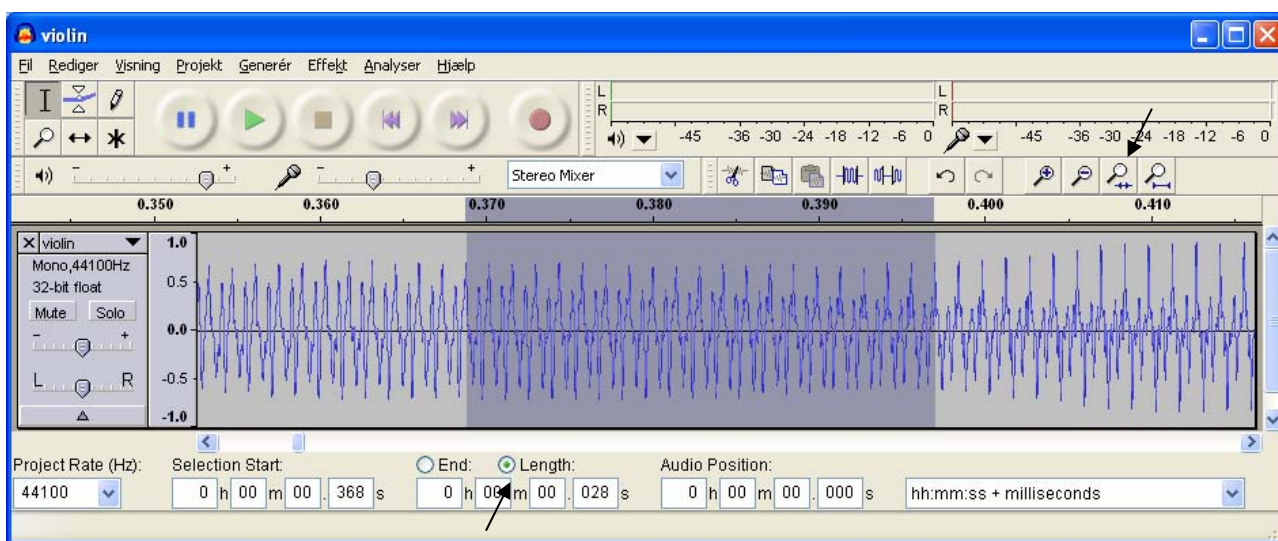 violin
Fil Rediger Visning Projekt Generér Effekt Analyser Hjælp
L
R
-45 -36 -30 -24 -18 -12 -6 0
L
R
-45 -36 -30 -24 -18 -12 -6 0
Stereo Mixer
0.350 0.360 0.370 0.380 0.390 0.400 0.410
X violin
Mono,44100Hz
32-bit float
Mute Solo
- +
L R
1.0
0.5
0.0
-0.5
-1.0
Project Rate (Hz): Selection Start: End: Length: Audio Position:
44100 0 h 00 m 00 . 368 s 0 h 00 m 00 . 028 s 0 h 00 m 00 . 000 s hh:mm:ss + milliseconds